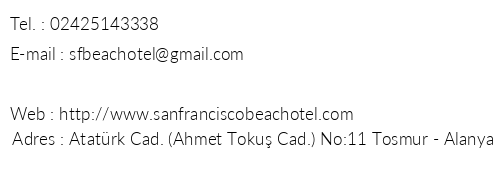 Tel. : 02425143338
E-mail : sfbeachotel@gmail.com
Web : http://www.sanfranciscobeachotel.com
Adres : Atatürk Cad. (Ahmet Tokuş Cad.) No:11 Tosmur - Alanya